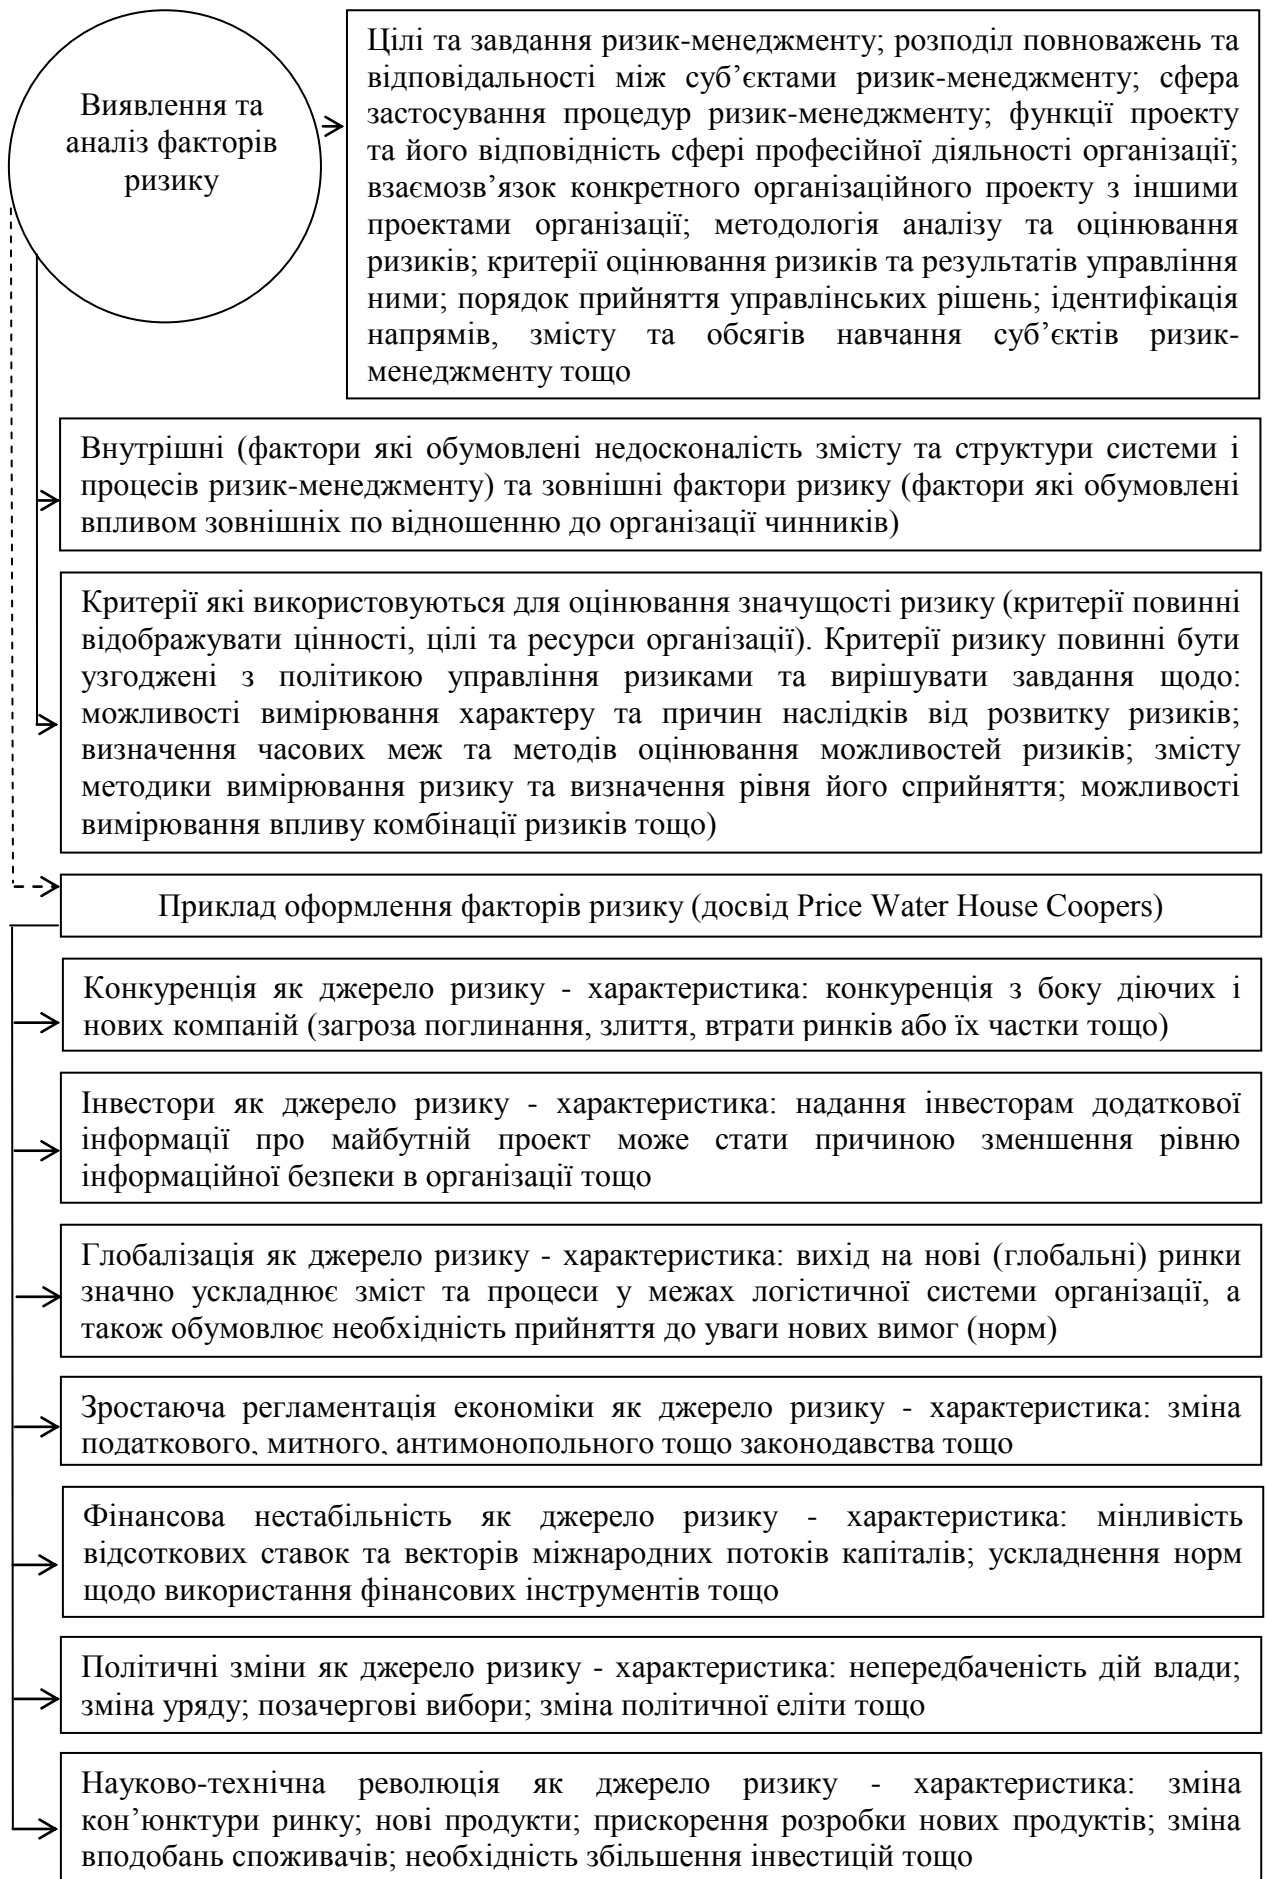 Виявлення та
аналіз факторів
ризику
Цілі та завдання ризик-менеджменту; розподіл повноважень та
відповідальності між суб’єктами ризик-менеджменту; сфера
застосування процедур ризик-менеджменту; функції проекту
та його відповідність сфері професійної діяльності організації;
взаємозв’язок конкретного організаційного проекту з іншими
проектами організації; методологія аналізу та оцінювання
ризиків; критерії оцінювання ризиків та результатів управління
ними; порядок прийняття управлінських рішень; ідентифікація
напрямів, змісту та обсягів навчання суб’єктів ризик-
менеджменту тощо
Внутрішні (фактори які обумовлені недосконалість змісту та структури системи і
процесів ризик-менеджменту) та зовнішні фактори ризику (фактори які обумовлені
впливом зовнішніх по відношенню до організації чинників)
Критерії які використовуються для оцінювання значущості ризику (критерії повинні
відображувати цінності, цілі та ресурси організації). Критерії ризику повинні бути
узгоджені з політикою управління ризиками та вирішувати завдання щодо:
можливості вимірювання характеру та причин наслідків від розвитку ризиків;
визначення часових меж та методів оцінювання можливостей ризиків; змісту
методики вимірювання ризику та визначення рівня його сприйняття; можливості
вимірювання впливу комбінації ризиків тощо)
Приклад оформлення факторів ризику (досвід Price Water House Coopers)
Конкуренція як джерело ризику - характеристика: конкуренція з боку діючих і
нових компаній (загроза поглинання, злиття, втрати ринків або їх частки тощо)
Інвестори як джерело ризику - характеристика: надання інвесторам додаткової
інформації про майбутній проект може стати причиною зменшення рівню
інформаційної безпеки в організації тощо
Глобалізація як джерело ризику - характеристика: вихід на нові (глобальні) ринки
значно ускладнює зміст та процеси у межах логістичної системи організації, а
також обумовлює необхідність прийняття до уваги нових вимог (норм)
Зростаюча регламентація економіки як джерело ризику - характеристика: зміна
податкового, митного, антимонопольного тощо законодавства тощо
Фінансова нестабільність як джерело ризику - характеристика: мінливість
відсоткових ставок та векторів міжнародних потоків капіталів; ускладнення норм
щодо використання фінансових інструментів тощо
Політичні зміни як джерело ризику - характеристика: непередбаченість дій влади;
зміна уряду; позачергові вибори; зміна політичної еліти тощо
Науково-технічна революція як джерело ризику - характеристика: зміна
кон’юнктури ринку; нові продукти; прискорення розробки нових продуктів; зміна
вподобань споживачів; необхідність збільшення інвестицій тощо